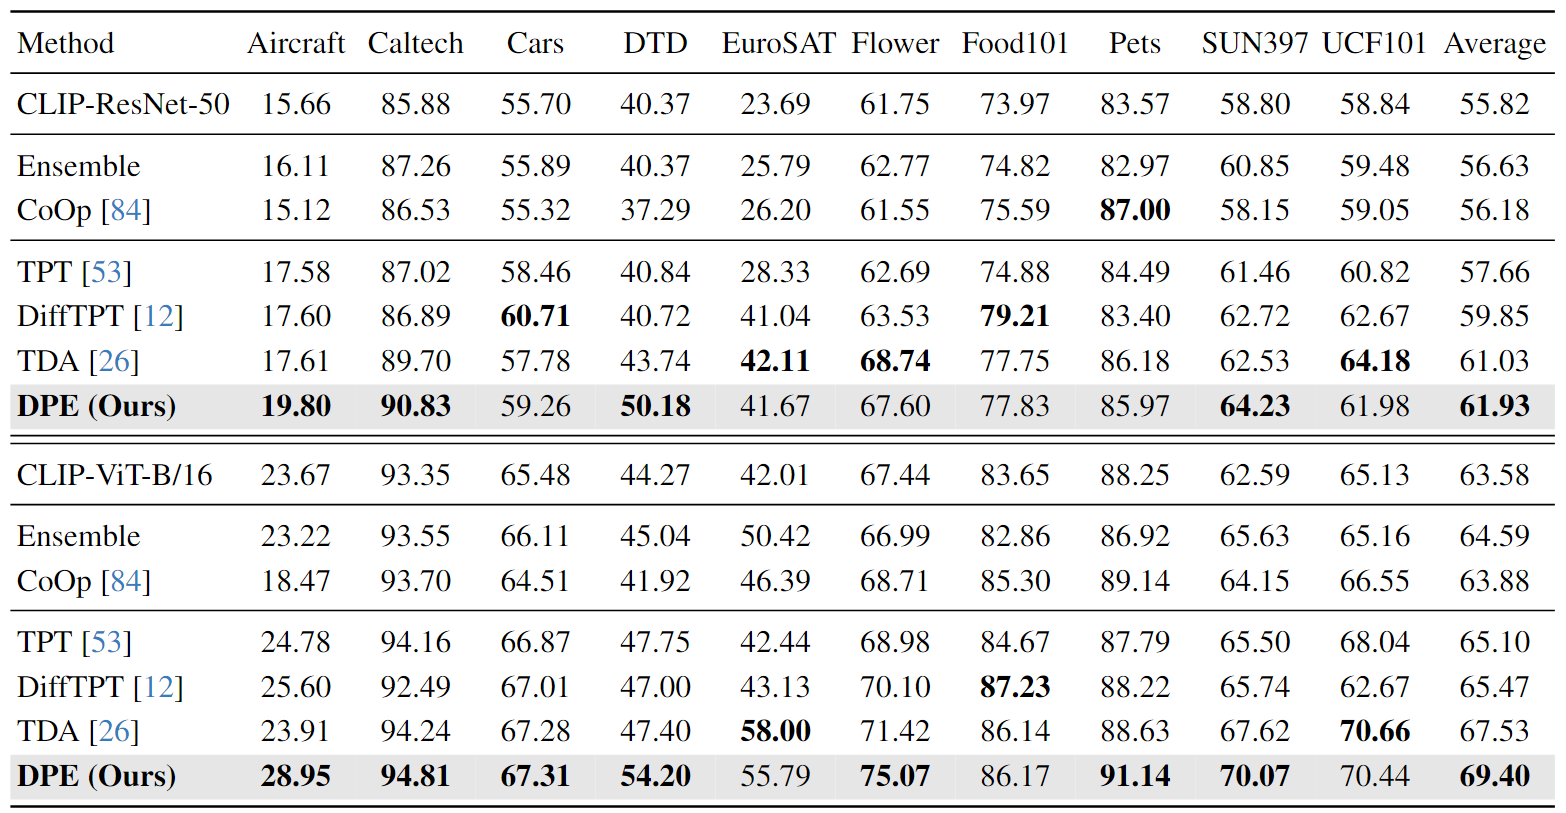 Method Aircraft Caltech Cars DTD EuroSAT Flower Food101 Pets SUN397 UCF101 Average
CLIP-ResNet-50 15.66 85.88 55.70 40.37 23.69 61.75 73.97 83.57 58.80 58.84 55.82
Ensemble 16.11 87.26 55.89 40.37 25.79 62.77 74.82 82.97 60.85 59.48 56.63
CoOp [84] 15.12 86.53 55.32 37.29 26.20 61.55 75.59 87.00 58.15 59.05 56.18
TPT [53] 17.58 87.02 58.46 40.84 28.33 62.69 74.88 84.49 61.46 60.82 57.66
DiffTPT [12] 17.60 86.89 60.71 40.72 41.04 63.53 79.21 83.40 62.72 62.67 59.85
TDA [26] 17.61 89.70 57.78 43.74 42.11 68.74 77.75 86.18 62.53 64.18 61.03
DPE (Ours) 19.80 90.83 59.26 50.18 41.67 67.60 77.83 85.97 64.23 61.98 61.93
CLIP-ViT-B/16 23.67 93.35 65.48 44.27 42.01 67.44 83.65 88.25 62.59 65.13 63.58
Ensemble 23.22 93.55 66.11 45.04 50.42 66.99 82.86 86.92 65.63 65.16 64.59
CoOp [84] 18.47 93.70 64.51 41.92 46.39 68.71 85.30 89.14 64.15 66.55 63.88
TPT [53] 24.78 94.16 66.87 47.75 42.44 68.98 84.67 87.79 65.50 68.04 65.10
DiffTPT [12] 25.60 92.49 67.01 47.00 43.13 70.10 87.23 88.22 65.74 62.67 65.47
TDA [26] 23.91 94.24 67.28 47.40 58.00 71.42 86.14 88.63 67.62 70.66 67.53
DPE (Ours) 28.95 94.81 67.31 54.20 55.79 75.07 86.17 91.14 70.07 70.44 69.40